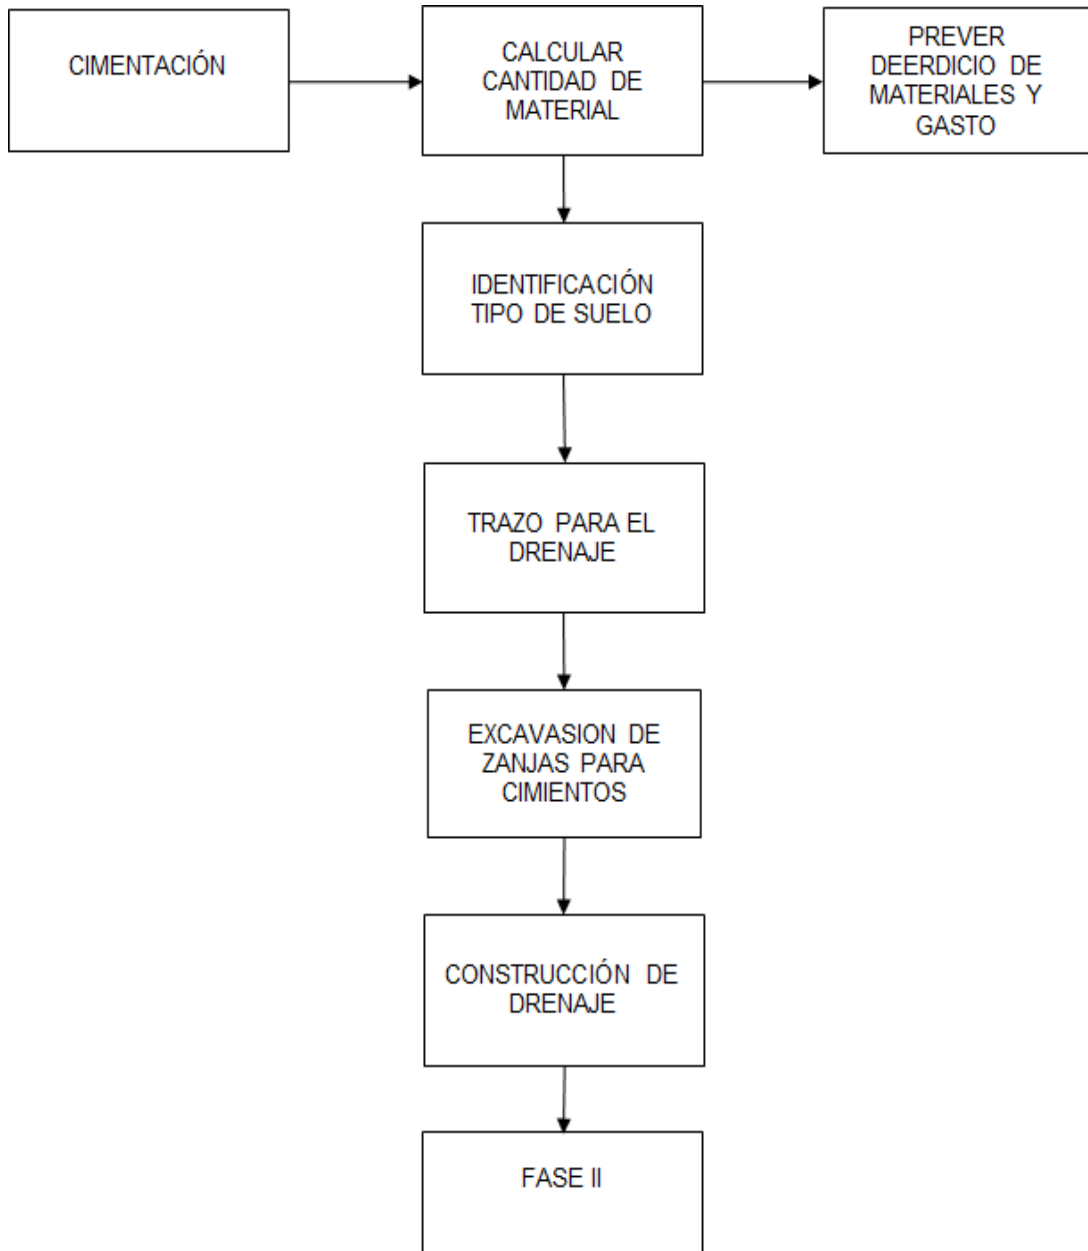 CIMENTACIÓN
CALCULAR
CANTIDAD DE
MATERIAL
PREVER
DEERDICIO DE
MATERIALES Y
GASTO
IDENTIFICACIÓN
TIPO DE SUELO
TRAZO PARA EL
DRENAJE
EXCAVASION DE
ZANJAS PARA
CIMIENTOS
CONSTRUCCIÓN DE
DRENAJE
FASE II